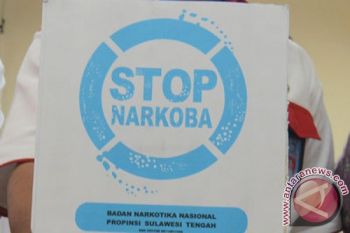 STOP
NARKOBA
BADAN NARKOTIKA NASIONAL
PROPINSI SULAWESI TENGAH
antaranews.com